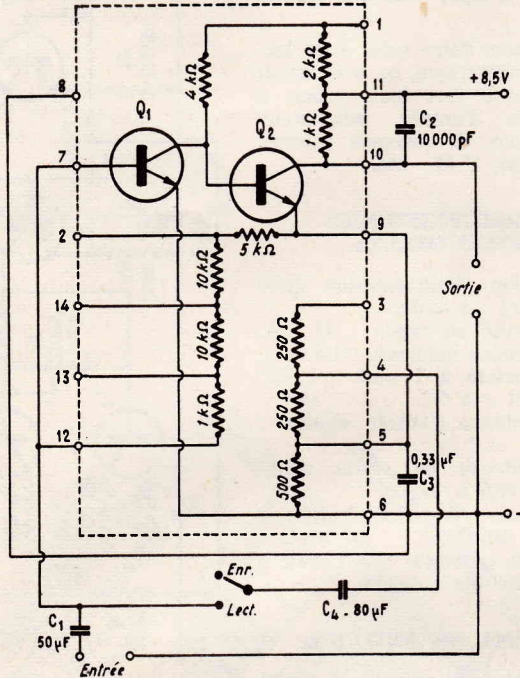 1
8
4 kΩ
2 kΩ
11
+8,5V
Q1
Q2
C2
10 000 pF
7
1 kΩ
10
2
5 kΩ
9
Sortie
10 kΩ
14
3
250 Ω
10 kΩ
13
4
250 Ω
1 kΩ
12
5
0,33 µF
C3
500 Ω
6
-
Enr.
Lect.
C4 - 80 µF
C1
50 µF
Entrée